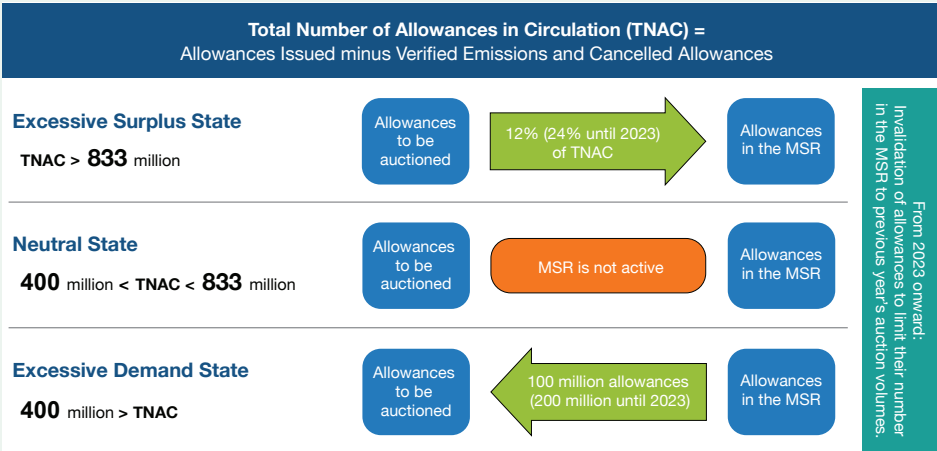 Total Number of Allowances in Circulation (TNAC) =
Allowances Issued minus Verified Emissions and Cancelled Allowances
Excessive Surplus State
TNAC > 833 million
Allowances
to be
auctioned
12% (24% until 2023)
of TNAC
Allowances
in the MSR
Neutral State
400 million < TNAC < 833 million
Allowances
to be
auctioned
MSR is not active
Allowances
in the MSR
Excessive Demand State
400 million > TNAC
Allowances
to be
auctioned
100 million allowances
(200 million until 2023)
Allowances
in the MSR
From 2023 onward:
Invalidation of allowances to limit their number
in the MSR to previous year's auction volumes.